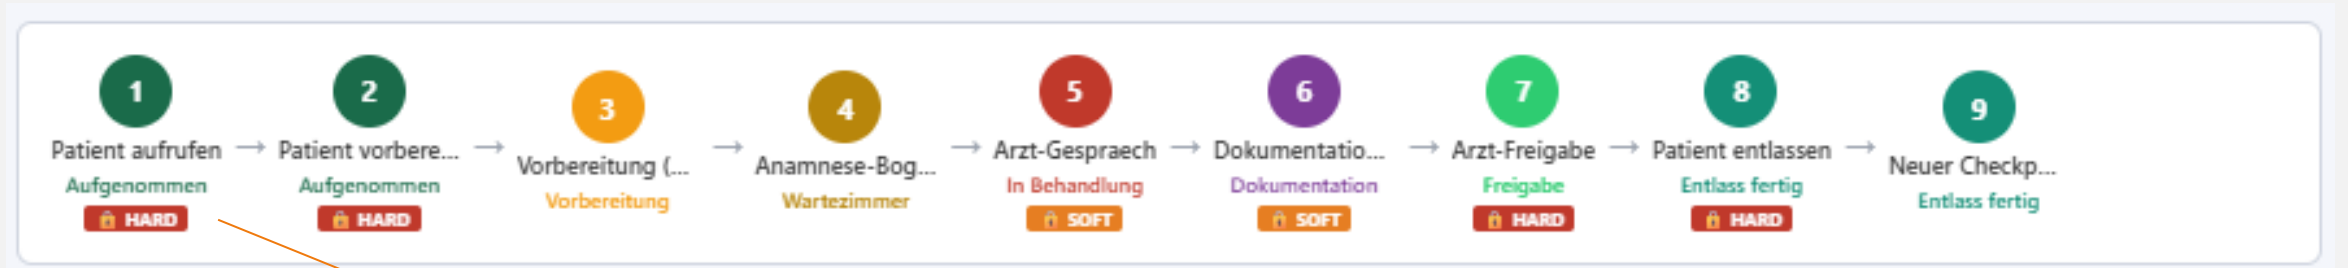 1
Patient aufrufen
Aufgenommen
HARD
2
Patient vorbere...
Aufgenommen
HARD
3
Vorbereitung (...
Vorbereitung
4
Anamnese-Bog...
Wartezimmer
5
Arzt-Gespraech
In Behandlung
SOFT
6
Dokumentatio...
Dokumentation
SOFT
7
Arzt-Freigabe
Freigabe
HARD
8
Patient entlassen
Entlass fertig
HARD
9
Neuer Checkp...
Entlass fertig